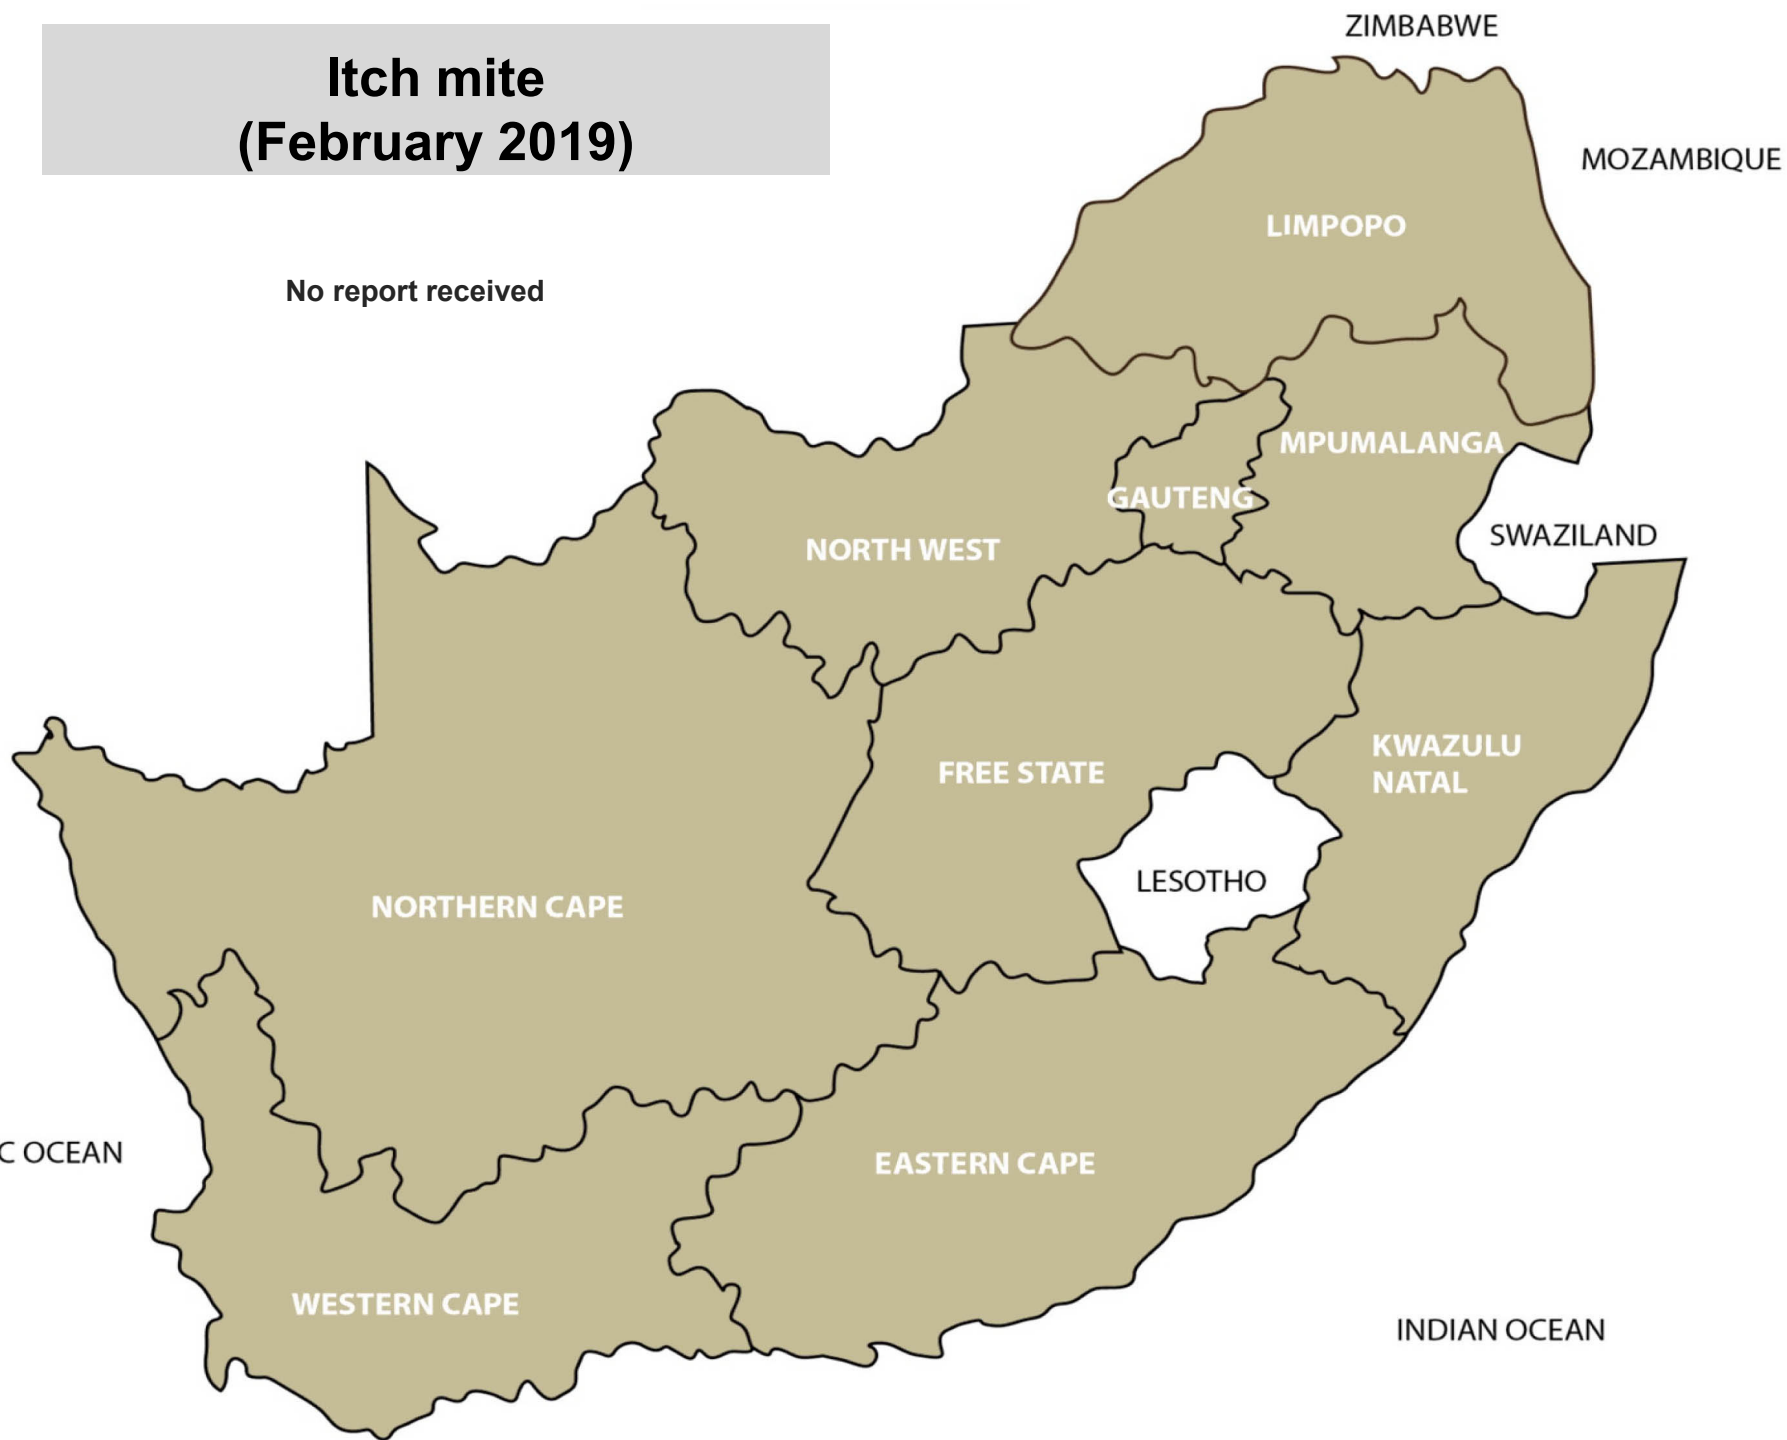 Itch mite
(February 2019)
ZIMBABWE
MOZAMBIQUE
LIMPOPO
No report received
MPUMALANGA
GAUTENG
SWAZILAND
NORTH WEST
KWAZULU
NATAL
FREE STATE
LESOTHO
NORTHERN CAPE
C OCEAN
EASTERN CAPE
WESTERN CAPE
INDIAN OCEAN